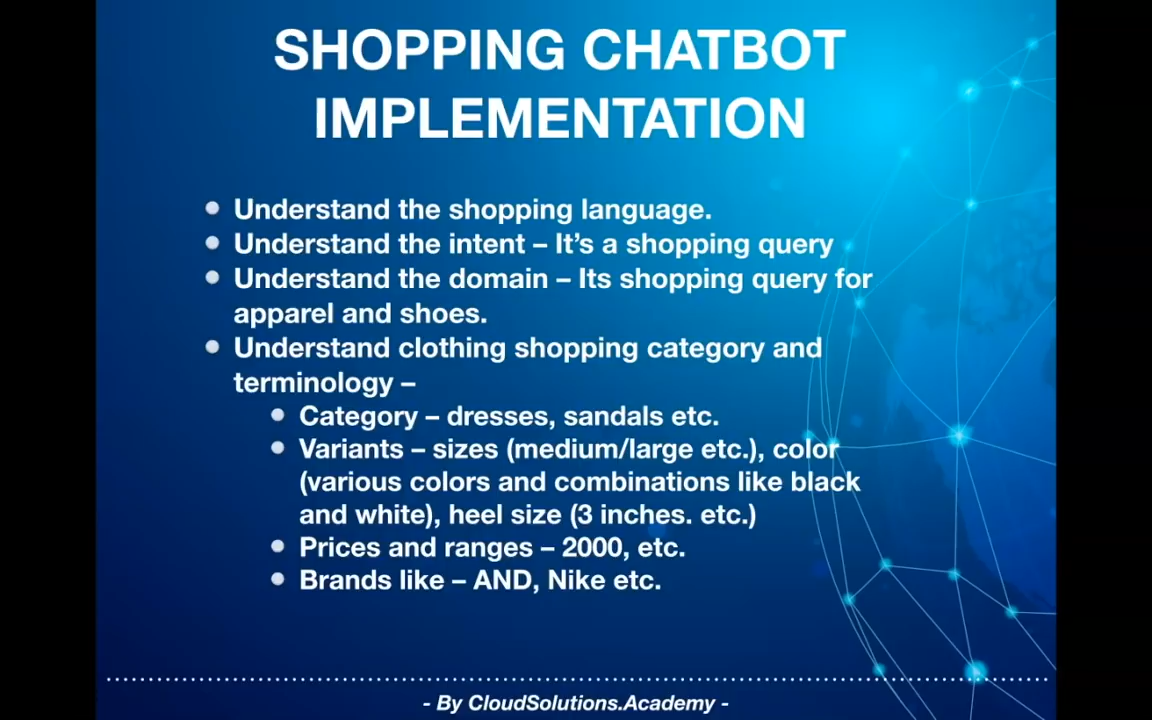 SHOPPING CHATBOT
IMPLEMENTATION
• Understand the shopping language.
• Understand the intent – It’s a shopping query
• Understand the domain – Its shopping query for
apparel and shoes.
• Understand clothing shopping category and
terminology –
• Category – dresses, sandals etc.
• Variants – sizes (medium/large etc.), color
(various colors and combinations like black
and white), heel size (3 inches. etc.)
• Prices and ranges – 2000, etc.
• Brands like – AND, Nike etc.
- By CloudSolutions.Academy -